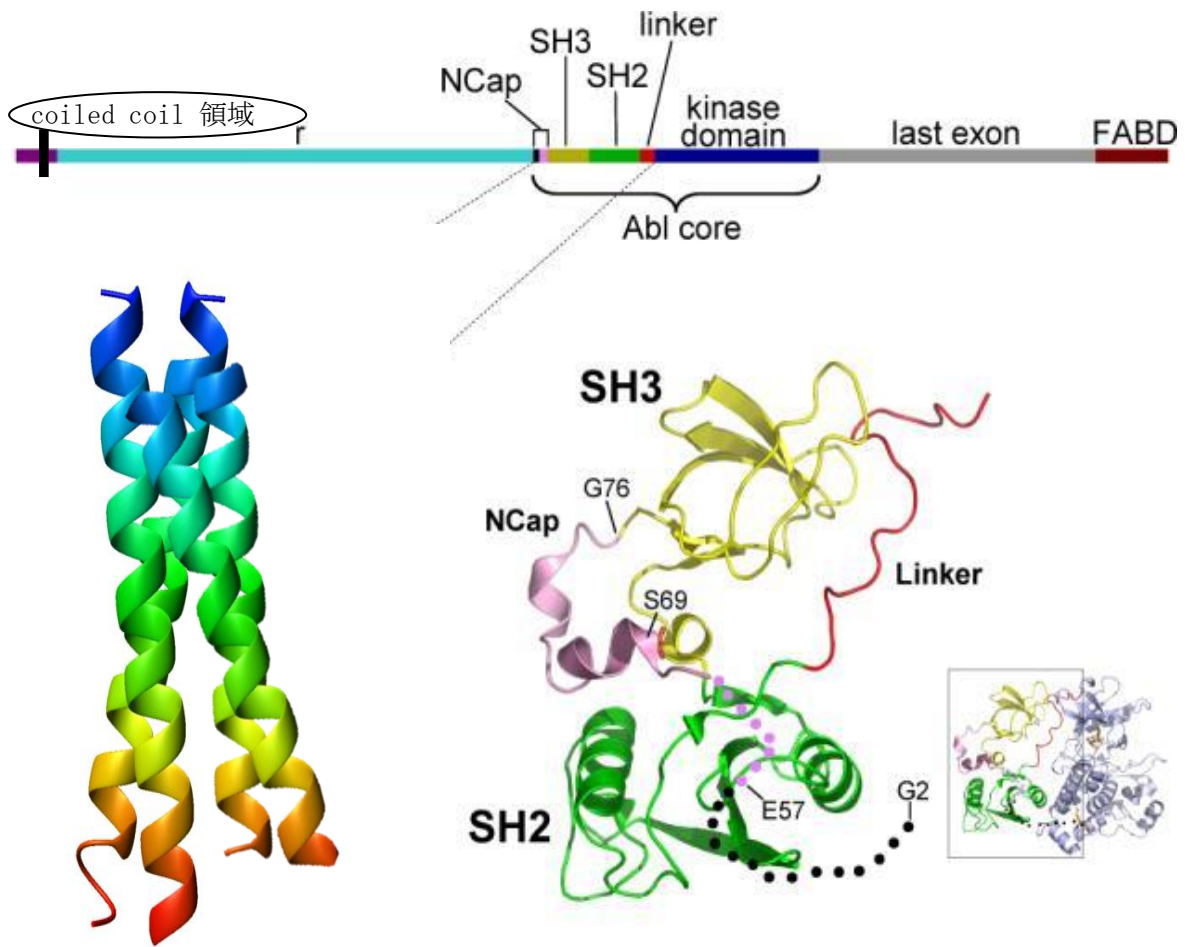 linker
SH3
SH2
NCap
kinase
domain
coiled coil 領域
r
last exon
FABD
Abl core
SH3
G76
NCap
Linker
S69
G2
E57
SH2